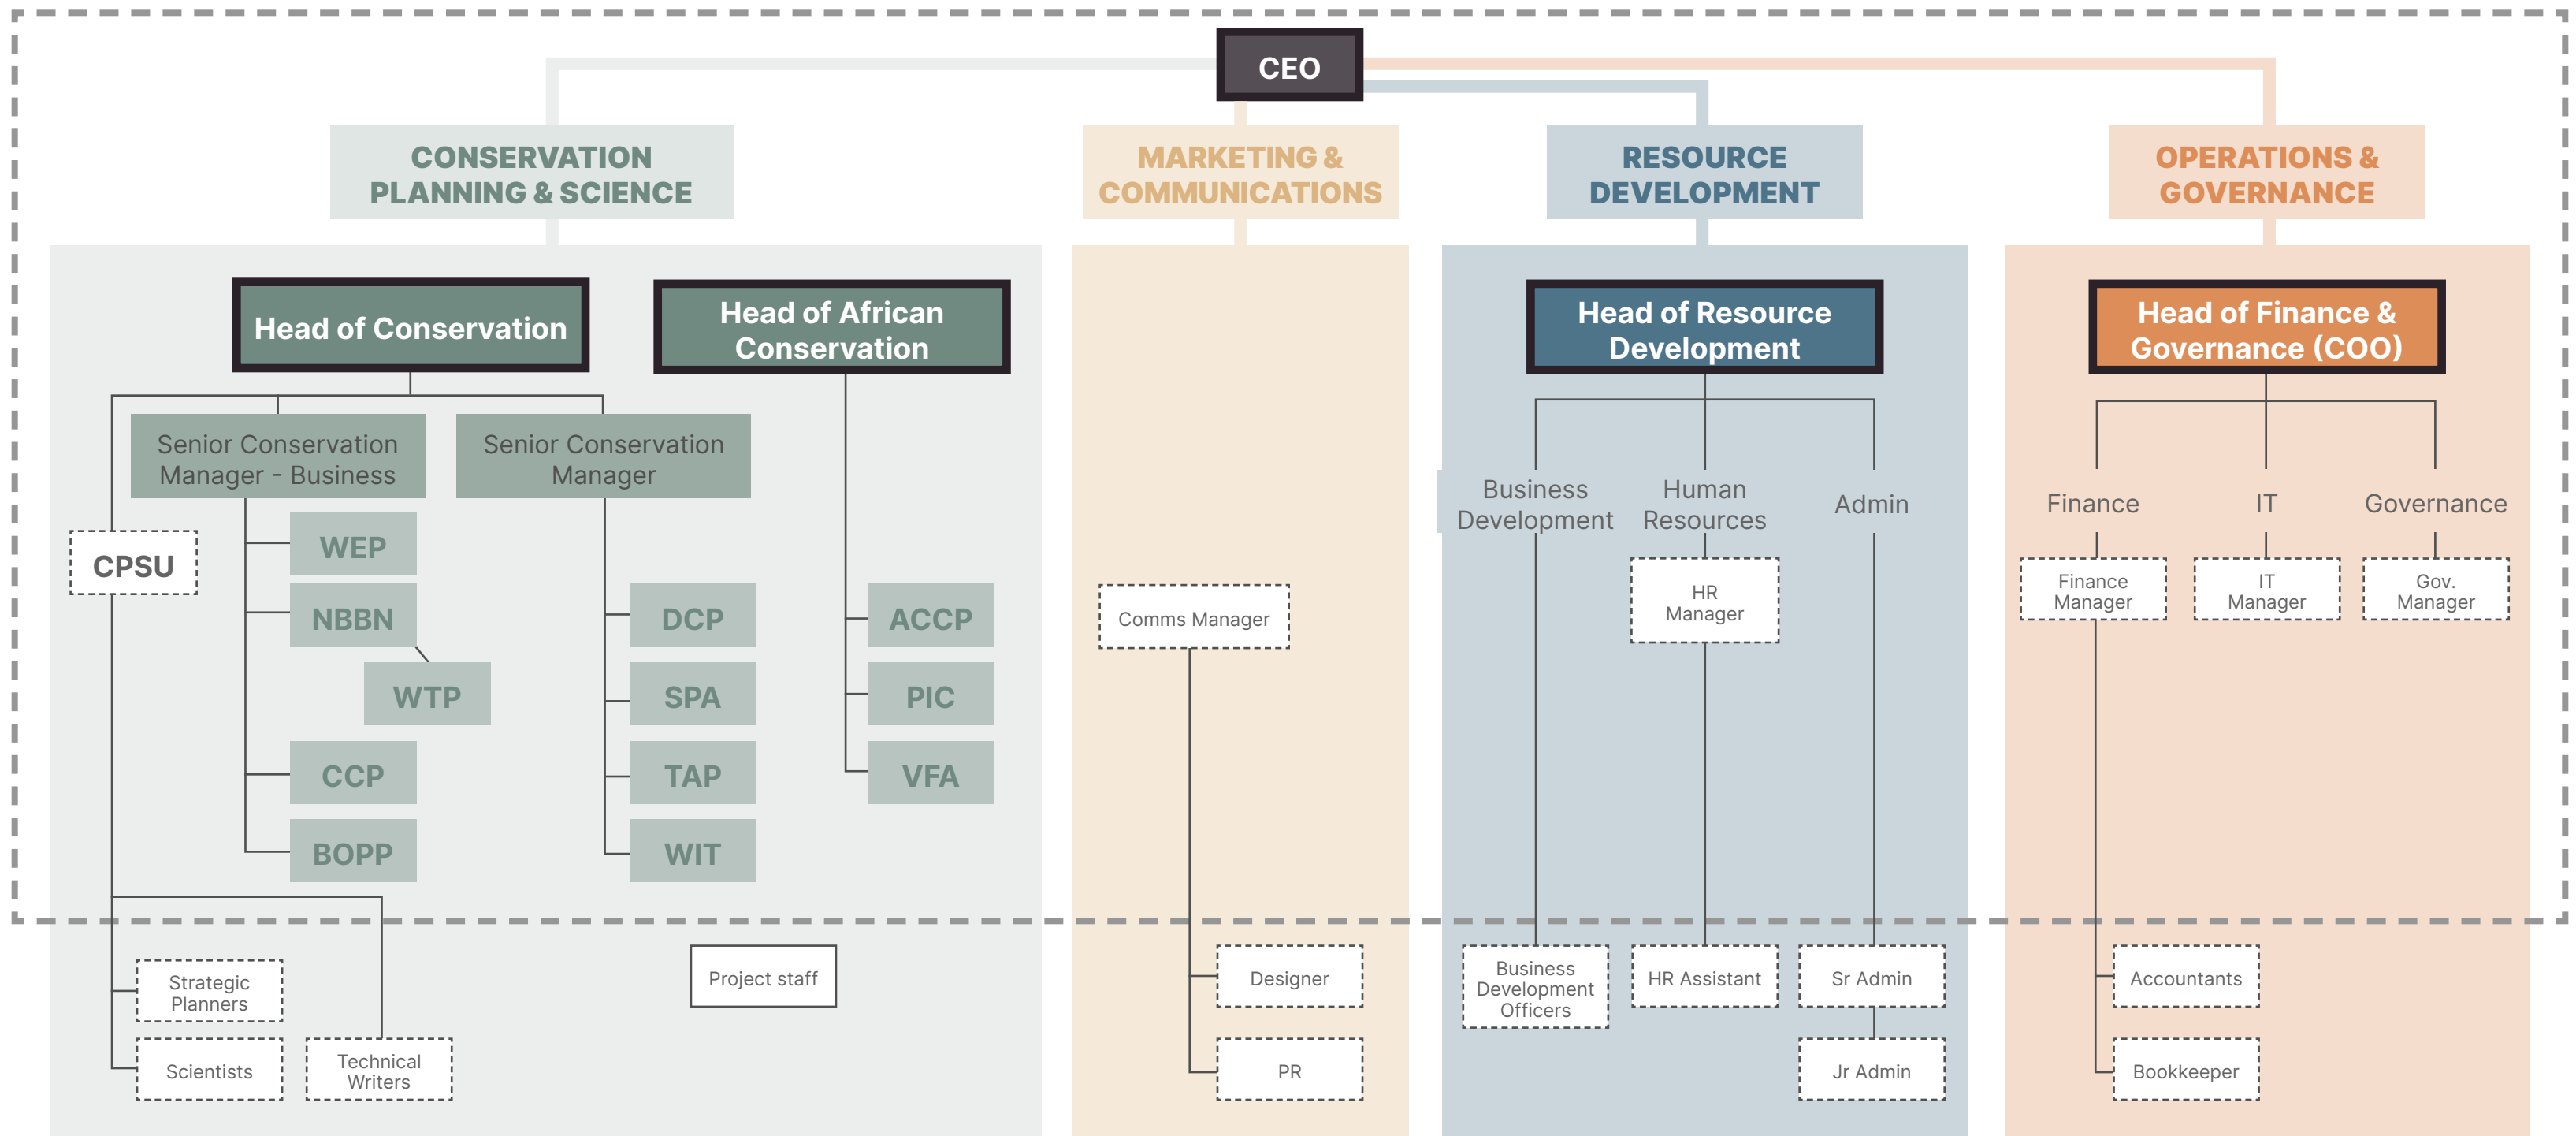 CEO
CONSERVATION
PLANNING & SCIENCE
MARKETING &
COMMUNICATIONS
RESOURCE
DEVELOPMENT
OPERATIONS &
GOVERNANCE
Head of Conservation
Head of African
Conservation
Head of Resource
Development
Head of Finance &
Governance (COO)
Senior Conservation
Manager - Business
Senior Conservation
Manager
CPSU
WEP
NBBN
WTP
CCP
BOPP
DCP
SPA
TAP
WIT
ACCP
PIC
VFA
Strategic
Planners
Scientists
Technical
Writers
Project staff
Comms Manager
Designer
PR
Business
Development
Human
Resources
Admin
HR
Manager
Business
Development
Officers
HR Assistant
Sr Admin
Jr Admin
Finance
IT
Governance
Finance
Manager
IT
Manager
Gov.
Manager
Accountants
Bookkeeper